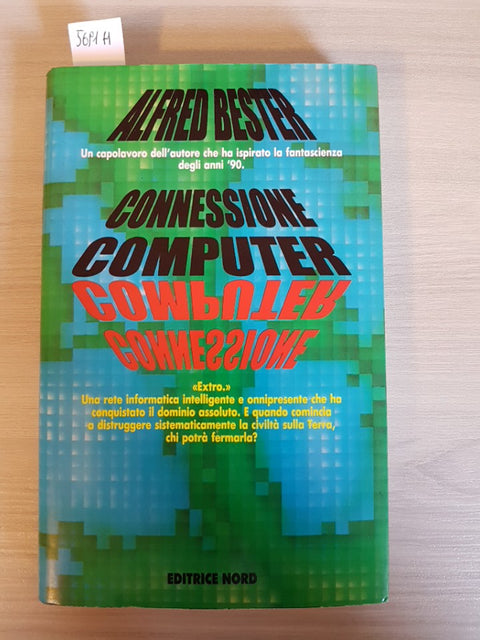 5691 H
ALFRED BESTER
Un capolavoro dell'autore che ha ispirato la fantascienza
degli anni '90.
CONNESSIONE
COMPUTER
COMPUTER
CONNESSIONE
«Extro.»
Una rete informatica intelligente e onnipresente che ha
conquistato il dominio assoluto. E quando comincia
a distruggere sistematicamente la civiltà sulla Terra,
chi potrà fermarla?
EDITRICE NORD